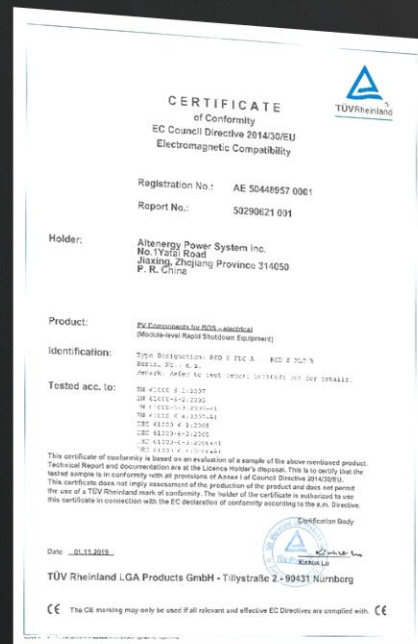 TÜVRheinland
CERTIFICATE
of Conformity
EC Council Directive 2014/30/EU
Electromagnetic Compatibility
Registration No.: AE 50448957 0001
Report No.: 50290621 001
Holder: Altenergy Power System Inc.
No.1Yatai Road
Jiaxing, Zhejiang Province 314050
P. R. China
Product: PV Components for BOS - electrical
(Module-level Rapid Shutdown Equipment)
Identification: Type Designation:
Remark: Refer to test report for details.
Tested acc. to:
This certificate of conformity is based on an evaluation of a sample of the above mentioned product.
Technical Report and documentation are at the Licence Holder's disposal. This is to certify that the
tested sample is in conformity with all provisions of Annex I of Council Directive 2014/30/EU.
This certificate does not imply assessment of the production of the product and does not permit
the use of a TÜV Rheinland mark of conformity. The holder of the certificate is authorized to use
this certificate in connection with the EC declaration of conformity according to the a.m. Directive.
Certification Body
Date 01.11.2019
TÜV Rheinland LGA Products GmbH - Tillystraße 2 - 90431 Nürnberg
CE The CE marking may only be used if all relevant and effective EC Directives are complied with. CE